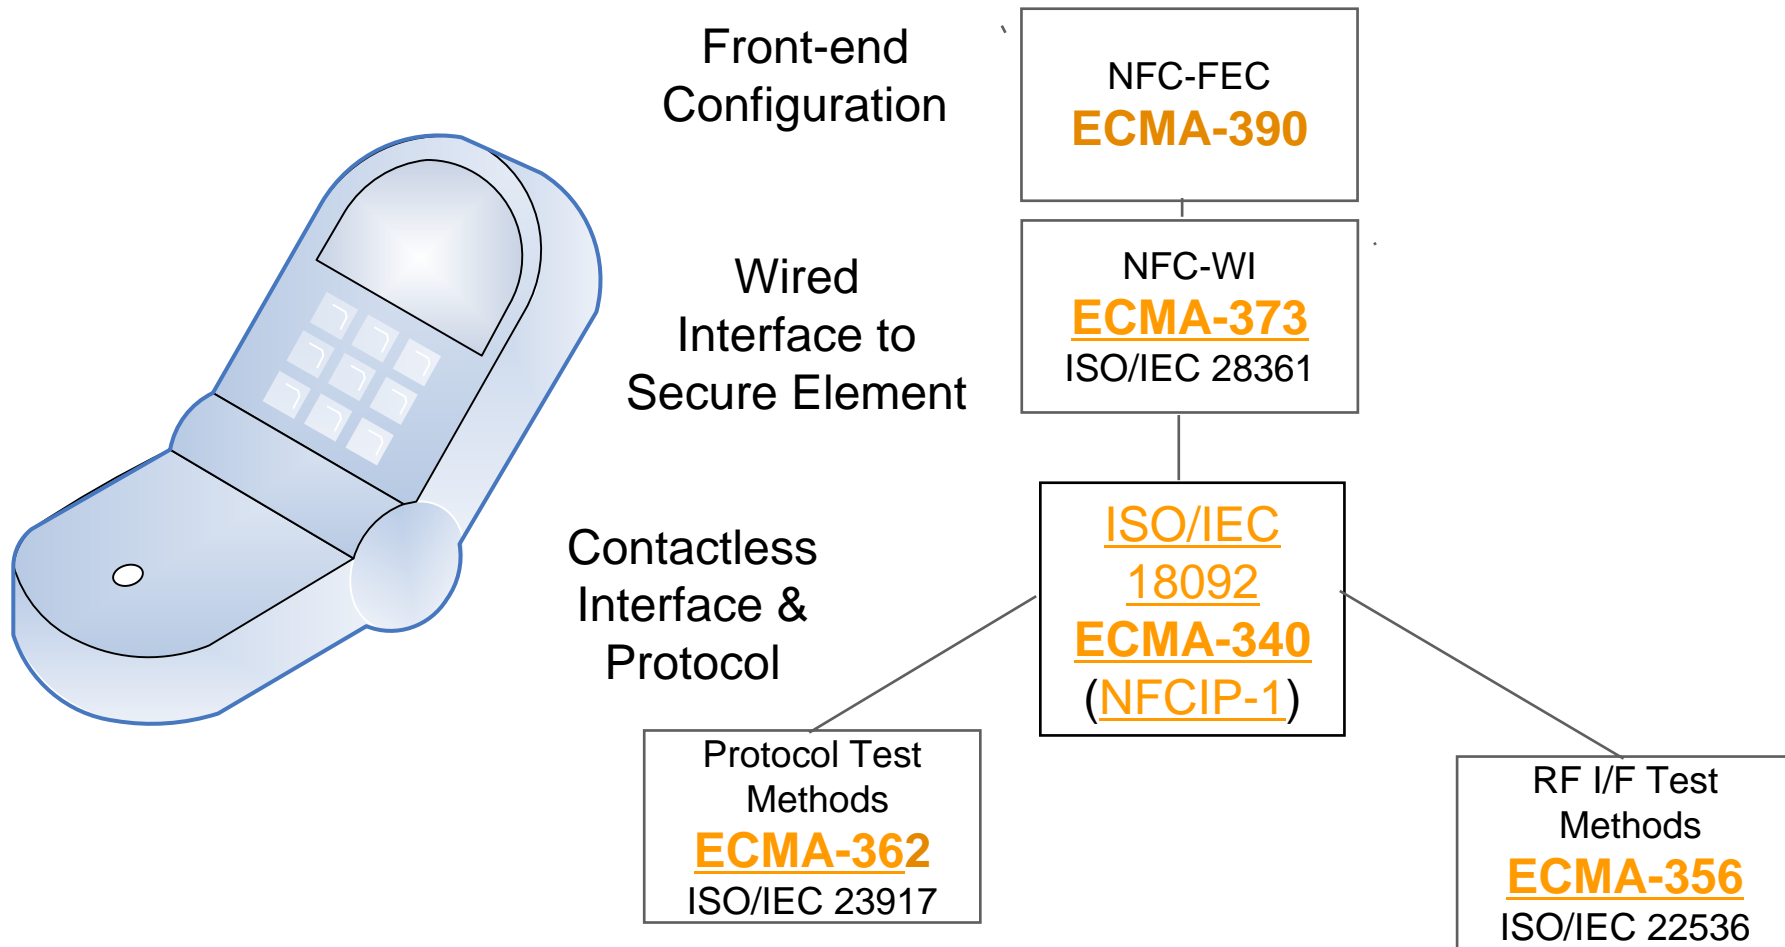 Front-end
Configuration
NFC-FEC
ECMA-390
Wired
Interface to
Secure Element
NFC-WI
ECMA-373
ISO/IEC 28361
Contactless
Interface &
Protocol
ISO/IEC
18092
ECMA-340
(NFCIP-1)
Protocol Test
Methods
ECMA-362
ISO/IEC 23917
RF I/F Test
Methods
ECMA-356
ISO/IEC 22536